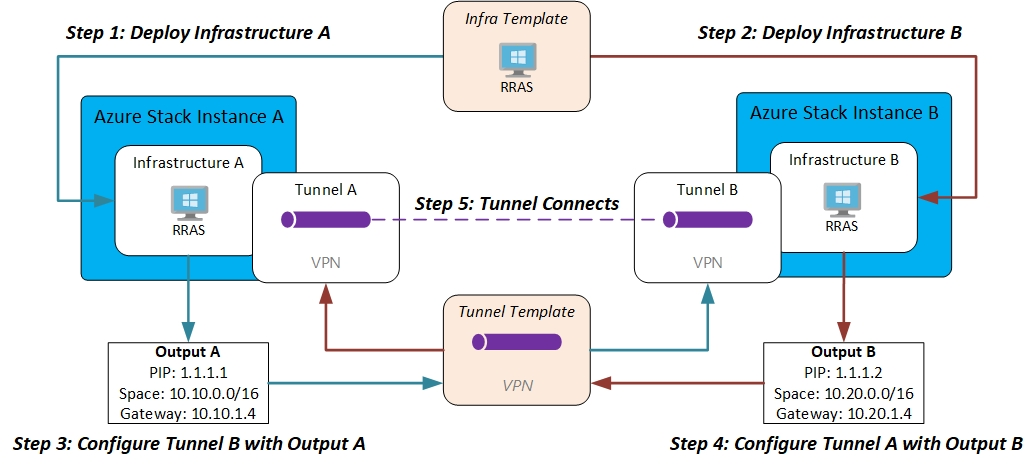 Step 1: Deploy Infrastructure A
Infra Template
RRAS
Step 2: Deploy Infrastructure B
Azure Stack Instance A
Infrastructure A
RRAS
Tunnel A
VPN
Step 5: Tunnel Connects
Azure Stack Instance B
Infrastructure B
RRAS
Tunnel B
VPN
Tunnel Template
VPN
Output A
PIP: 1.1.1.1
Space: 10.10.0.0/16
Gateway: 10.10.1.4
Output B
PIP: 1.1.1.2
Space: 10.20.0.0/16
Gateway: 10.20.1.4
Step 3: Configure Tunnel B with Output A
Step 4: Configure Tunnel A with Output B